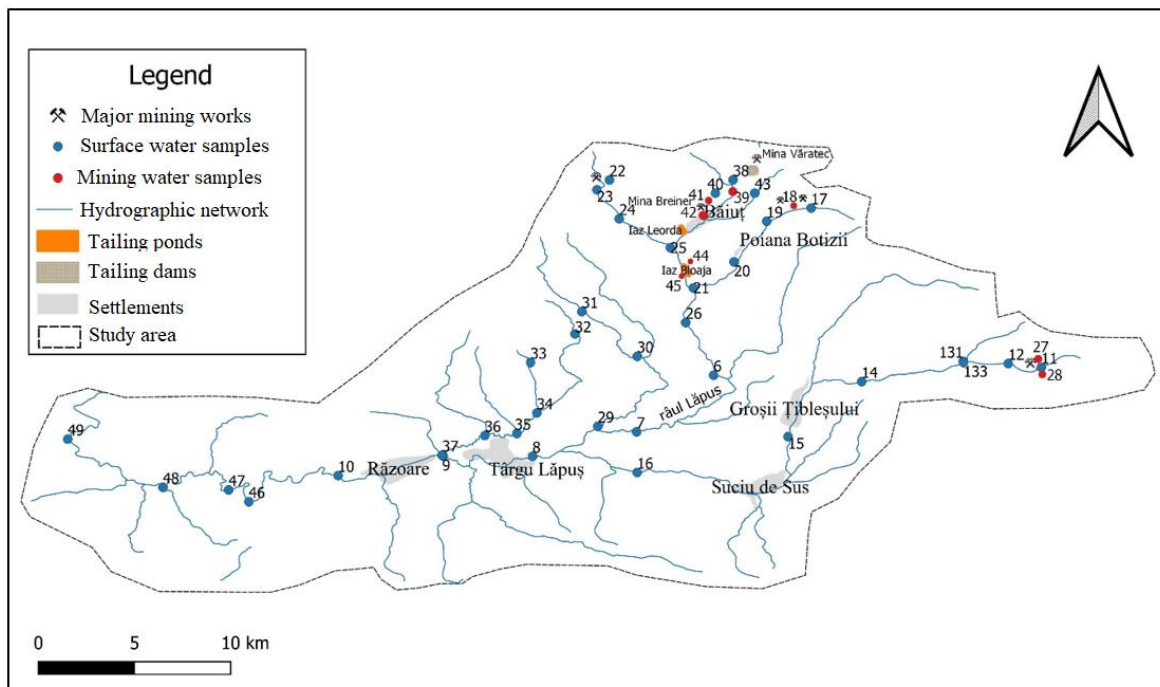 Legend
Major mining works
Surface water samples
Mining water samples
Hydrographic network
Tailing ponds
Tailing dams
Settlements
Study area
Mina Văratec
22
38
23
40
43
41
39
18
17
Mina Breiner
24
42
Băiuț
19
Iaz Leorda
Poiana Botizii
25
44
20
Iaz Bloaja
45
21
31
26
32
27
131
12
11
33
30
133
28
6
14
râul Lăpuș
34
Groșii Țibleșului
29
7
35
36
15
49
37
8
9
Răzoare
Târgu Lăpuș
16
10
Suciu de Sus
48
47
46
0
5
10 km